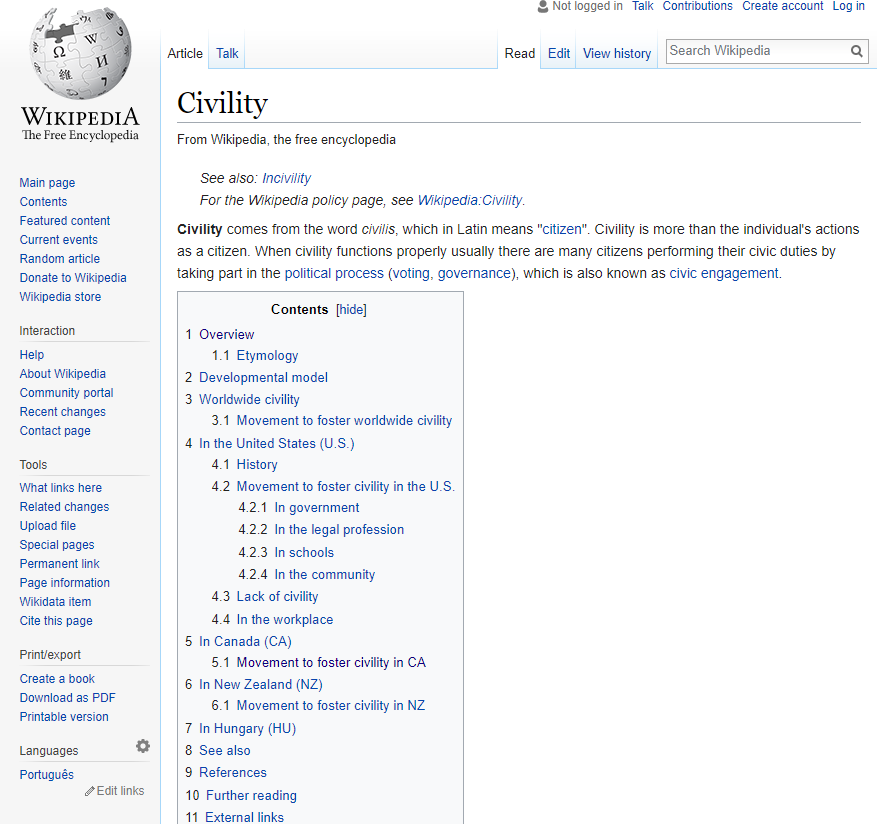 Not logged in Talk Contributions Create account Log in
Article Talk Read Edit View history Search Wikipedia
WIKIPEDIA
The Free Encyclopedia
Main page
Contents
Featured content
Current events
Random article
Donate to Wikipedia
Wikipedia store
Interaction
Help
About Wikipedia
Community portal
Recent changes
Contact page
Tools
What links here
Related changes
Upload file
Special pages
Permanent link
Page information
Wikidata item
Cite this page
Print/export
Create a book
Download as PDF
Printable version
Languages
Português
Edit links
Civility
From Wikipedia, the free encyclopedia
See also: Incivility
For the Wikipedia policy page, see Wikipedia:Civility.
Civility comes from the word civilis, which in Latin means "citizen". Civility is more than the individual's actions
as a citizen. When civility functions properly usually there are many citizens performing their civic duties by
taking part in the political process (voting, governance), which is also known as civic engagement.
Contents [hide]
1 Overview
1.1 Etymology
2 Developmental model
3 Worldwide civility
3.1 Movement to foster worldwide civility
4 In the United States (U.S.)
4.1 History
4.2 Movement to foster civility in the U.S.
4.2.1 In government
4.2.2 In the legal profession
4.2.3 In schools
4.2.4 In the community
4.3 Lack of civility
4.4 In the workplace
5 In Canada (CA)
5.1 Movement to foster civility in CA
6 In New Zealand (NZ)
6.1 Movement to foster civility in NZ
7 In Hungary (HU)
8 See also
9 References
10 Further reading
11 External links